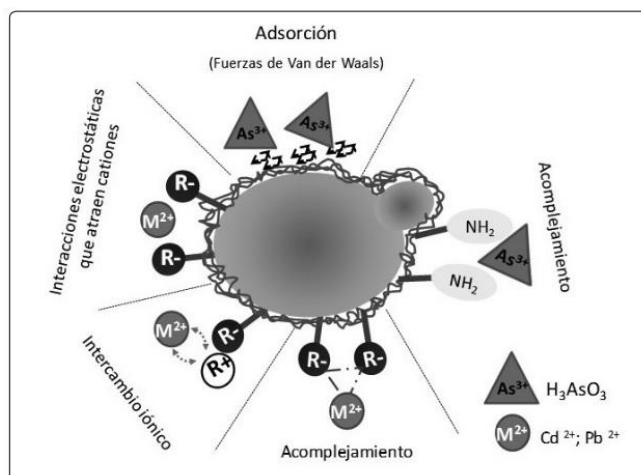 Adsorción
(Fuerzas de Van der Waals)
As³⁺
As³⁺
Interacciones electrostáticas
que atraen cationes
R-
M²⁺
R-
NH₂
As³⁺
NH₂
Acomplejamiento
M²⁺
R-
R+
Intercambio iónico
R-
R-
M²⁺
Acomplejamiento
As³⁺ H₃AsO₃
M²⁺ Cd ²⁺; Pb ²⁺